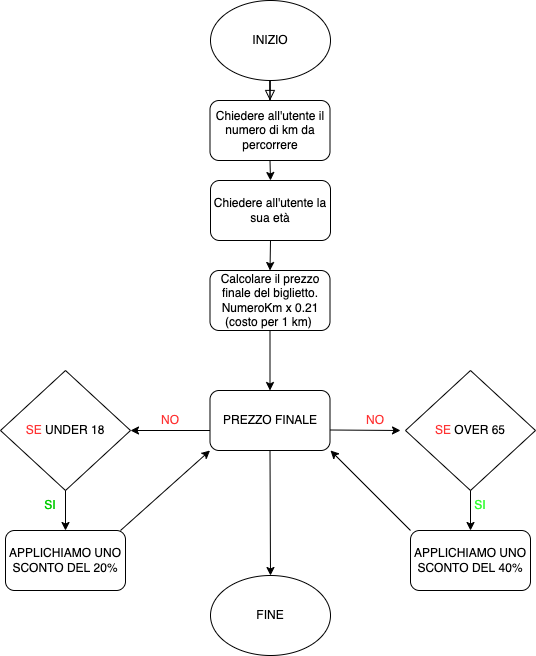 INIZIO
Chiedere all'utente il
numero di km da
percorrere
Chiedere all'utente la
sua età
Calcolare il prezzo
finale del biglietto.
NumeroKm x 0.21
(costo per 1 km)
SE UNDER 18
NO
PREZZO FINALE
NO
SE OVER 65
SI
SI
APPLICHIAMO UNO
SCONTO DEL 20%
APPLICHIAMO UNO
SCONTO DEL 40%
FINE